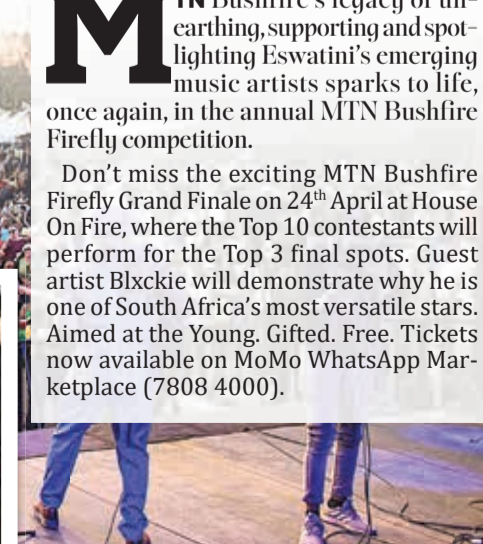 MTN Bushfire's legacy of un-
earthing, supporting and spot-
lighting Eswatini's emerging
music artists sparks to life,
once again, in the annual MTN Bushfire
Firefly competition.
Don't miss the exciting MTN Bushfire
Firefly Grand Finale on 24th April at House
On Fire, where the Top 10 contestants will
perform for the Top 3 final spots. Guest
artist Blxckie will demonstrate why he is
one of South Africa's most versatile stars.
Aimed at the Young. Gifted. Free. Tickets
now available on MoMo WhatsApp Mar-
ketplace (7808 4000).